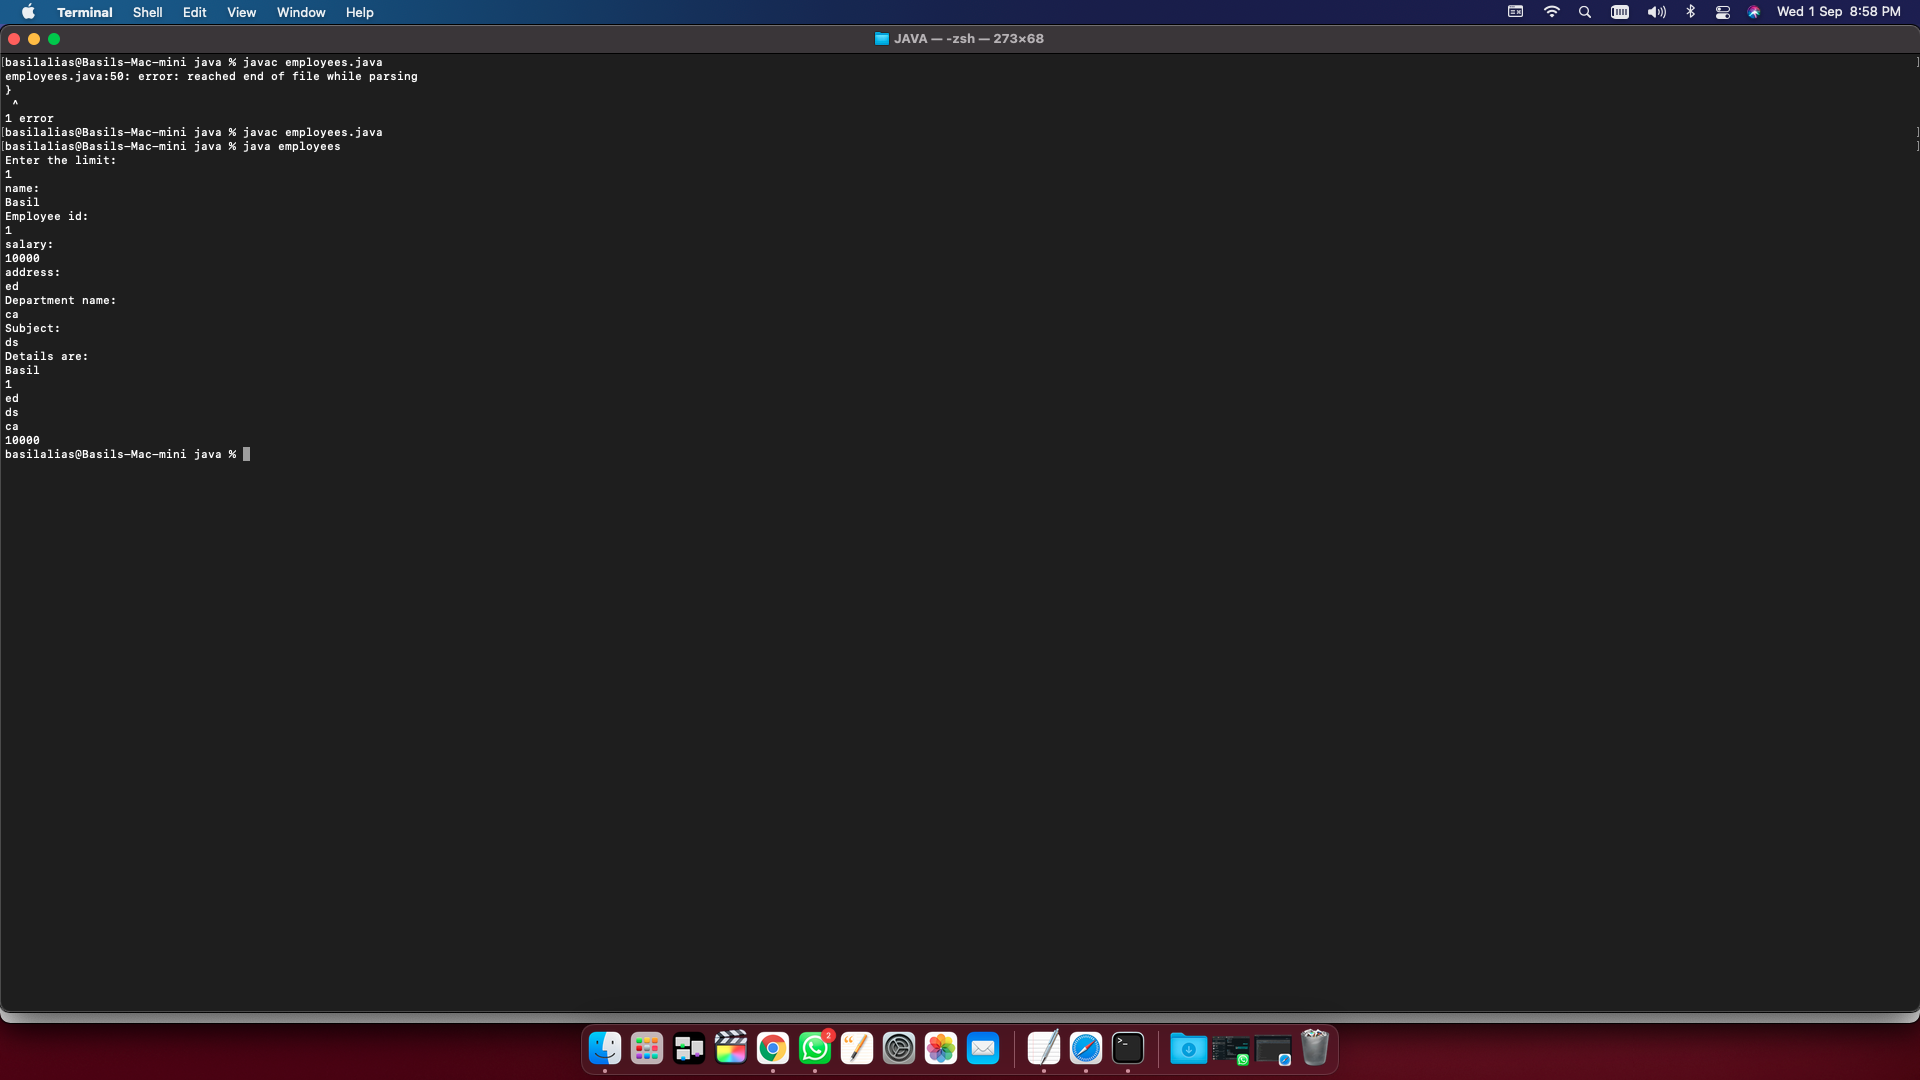 Terminal Shell Edit View Window Help Wed 1 Sep 8:58 PM
JAVA — -zsh — 273×68
[basilalias@Basils-Mac-mini java % javac employees.java ]
employees.java:50: error: reached end of file while parsing
}
^
1 error
[basilalias@Basils-Mac-mini java % javac employees.java ]
[basilalias@Basils-Mac-mini java % java employees ]
Enter the limit:
1
name:
Basil
Employee id:
1
salary:
10000
address:
ed
Department name:
ca
Subject:
ds
Details are:
Basil
1
ed
ds
ca
10000
basilalias@Basils-Mac-mini java %
2